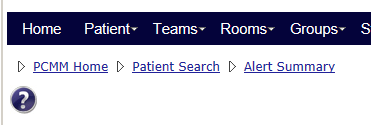 Home Patient Teams Rooms Groups S
PCMM Home Patient Search Alert Summary
?